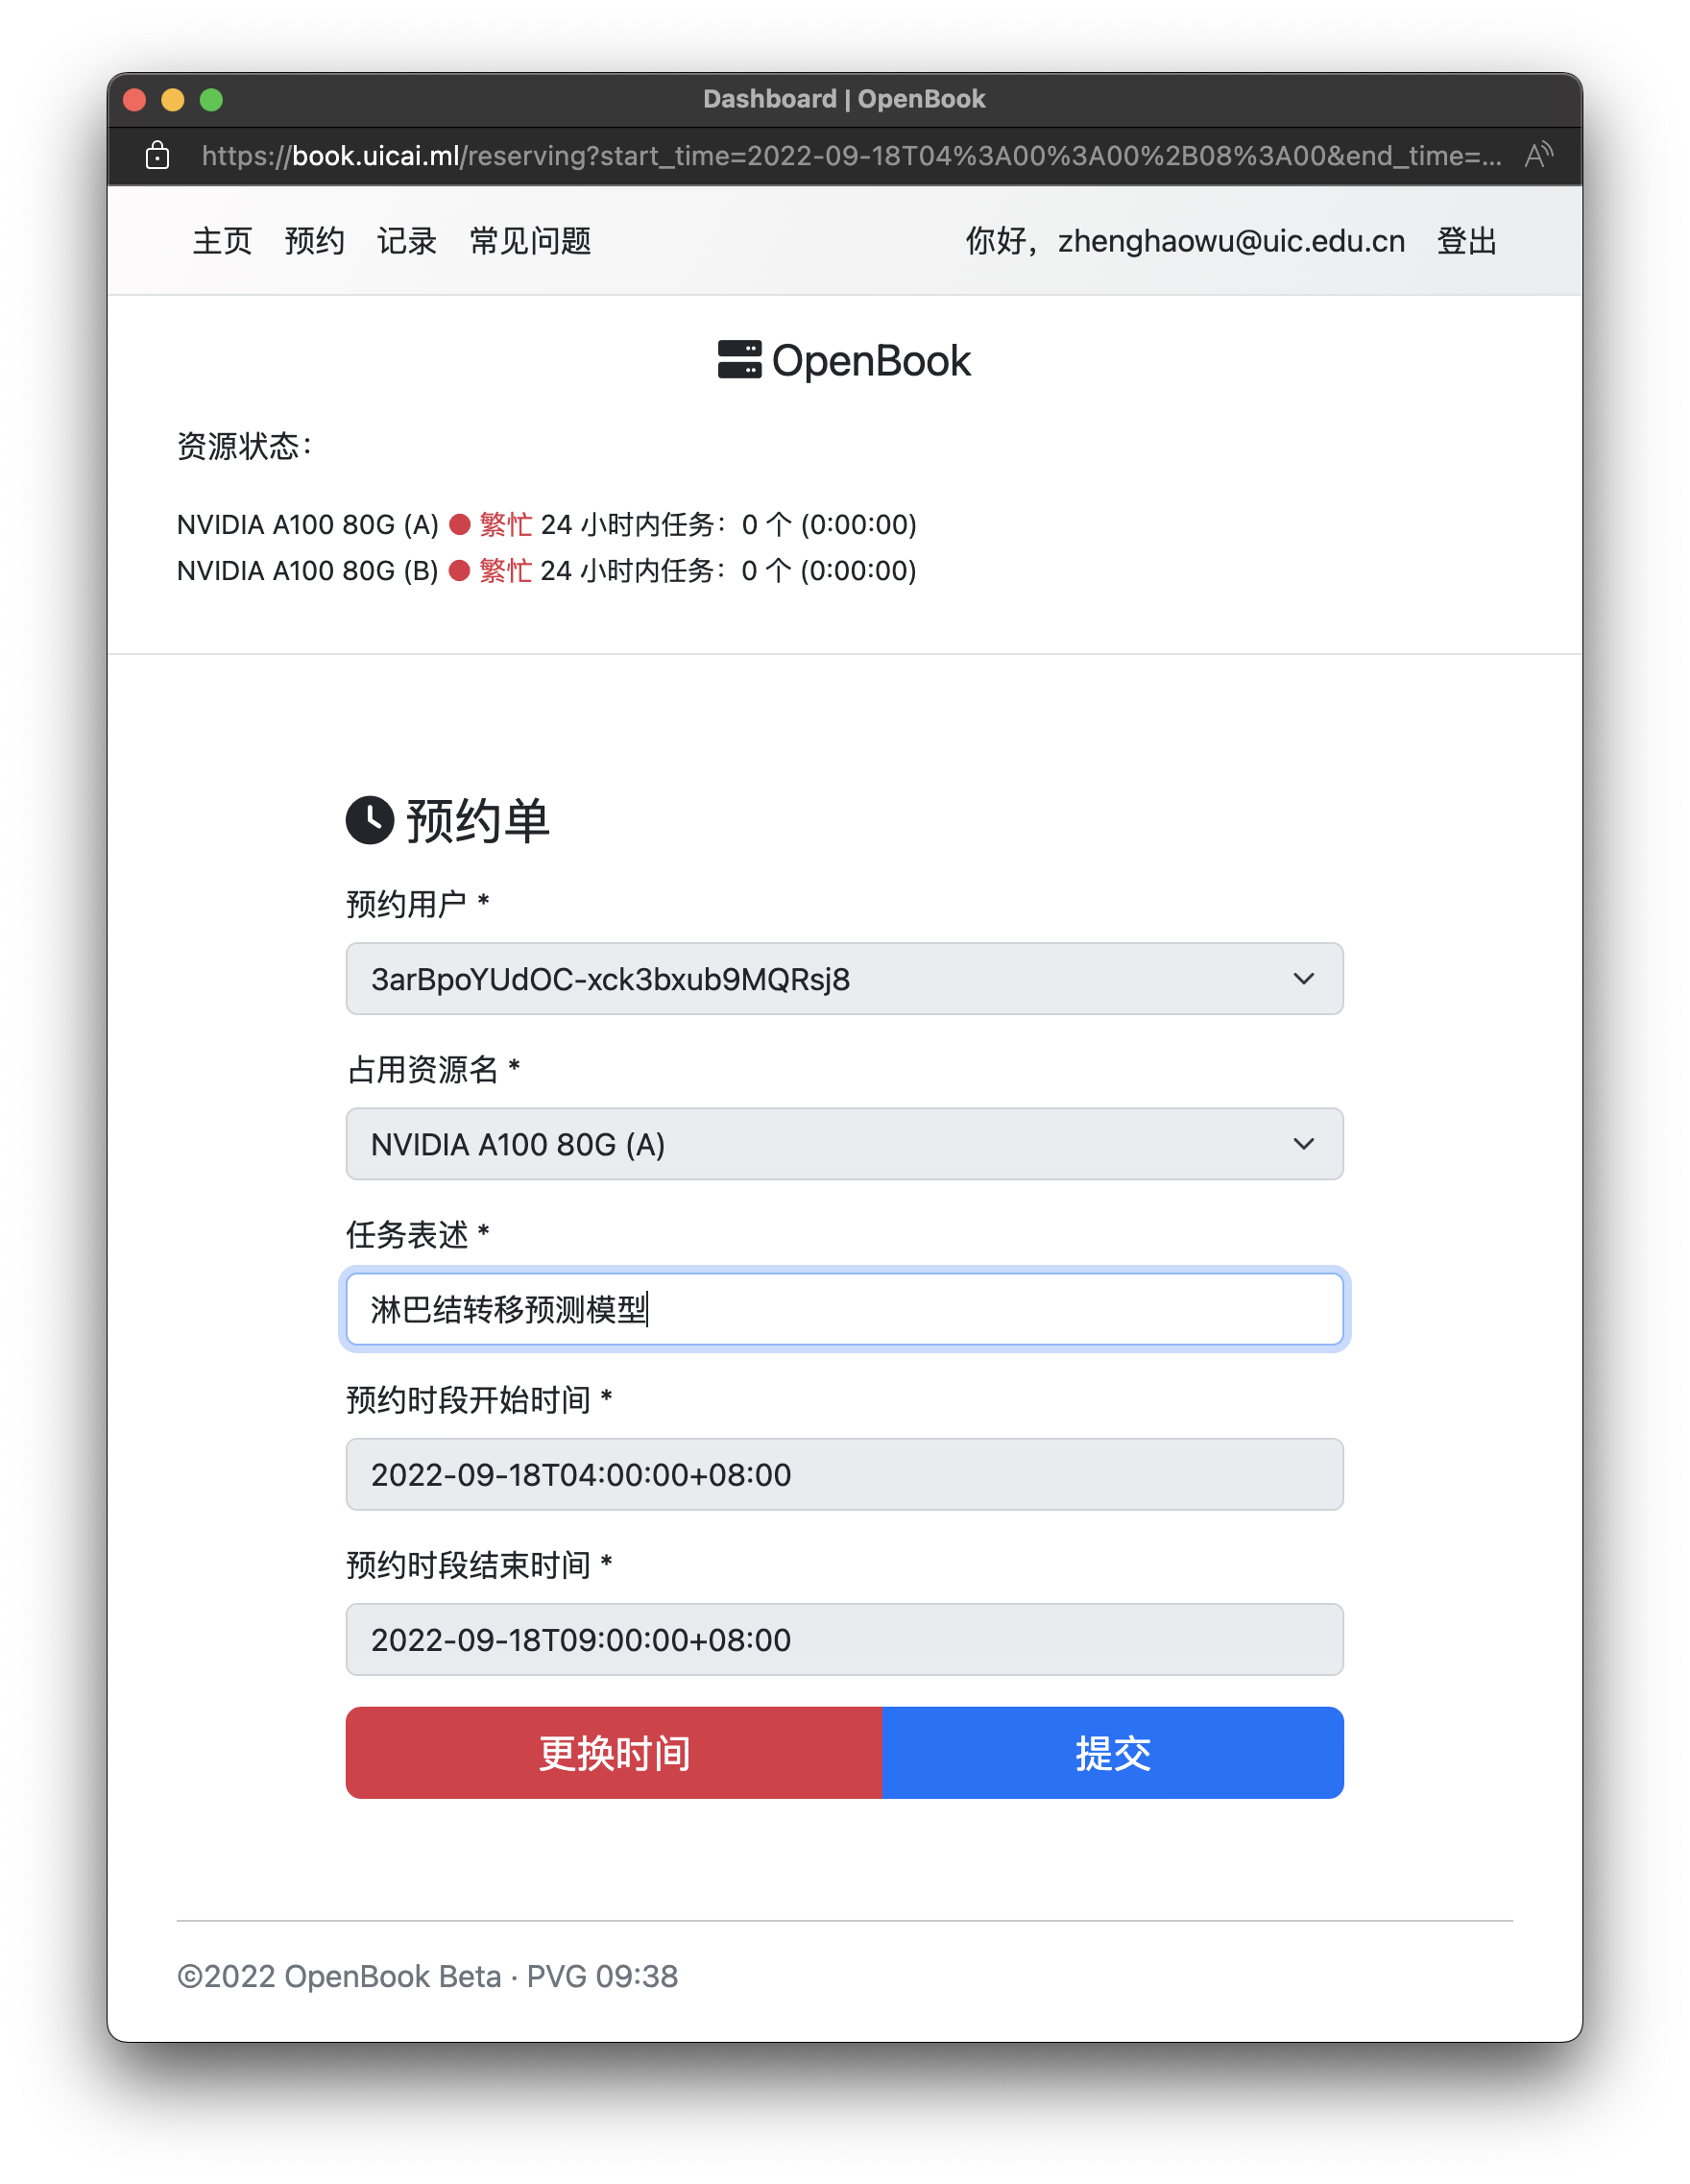 Dashboard | OpenBook
https://book.uicai.ml/reserving?start_time=2022-09-18T04%3A00%3A00%2B08%3A00&end_time=...
主页 预约 记录 常见问题 你好，zhenghaowu@uic.edu.cn 登出
OpenBook
资源状态：
NVIDIA A100 80G (A) 繁忙 24 小时内任务：0 个 (0:00:00)
NVIDIA A100 80G (B) 繁忙 24 小时内任务：0 个 (0:00:00)
预约单
预约用户 *
3arBpoYUdOC-xck3bxub9MQRsj8
占用资源名 *
NVIDIA A100 80G (A)
任务表述 *
淋巴结转移预测模型
预约时段开始时间 *
2022-09-18T04:00:00+08:00
预约时段结束时间 *
2022-09-18T09:00:00+08:00
更换时间 提交
©2022 OpenBook Beta · PVG 09:38